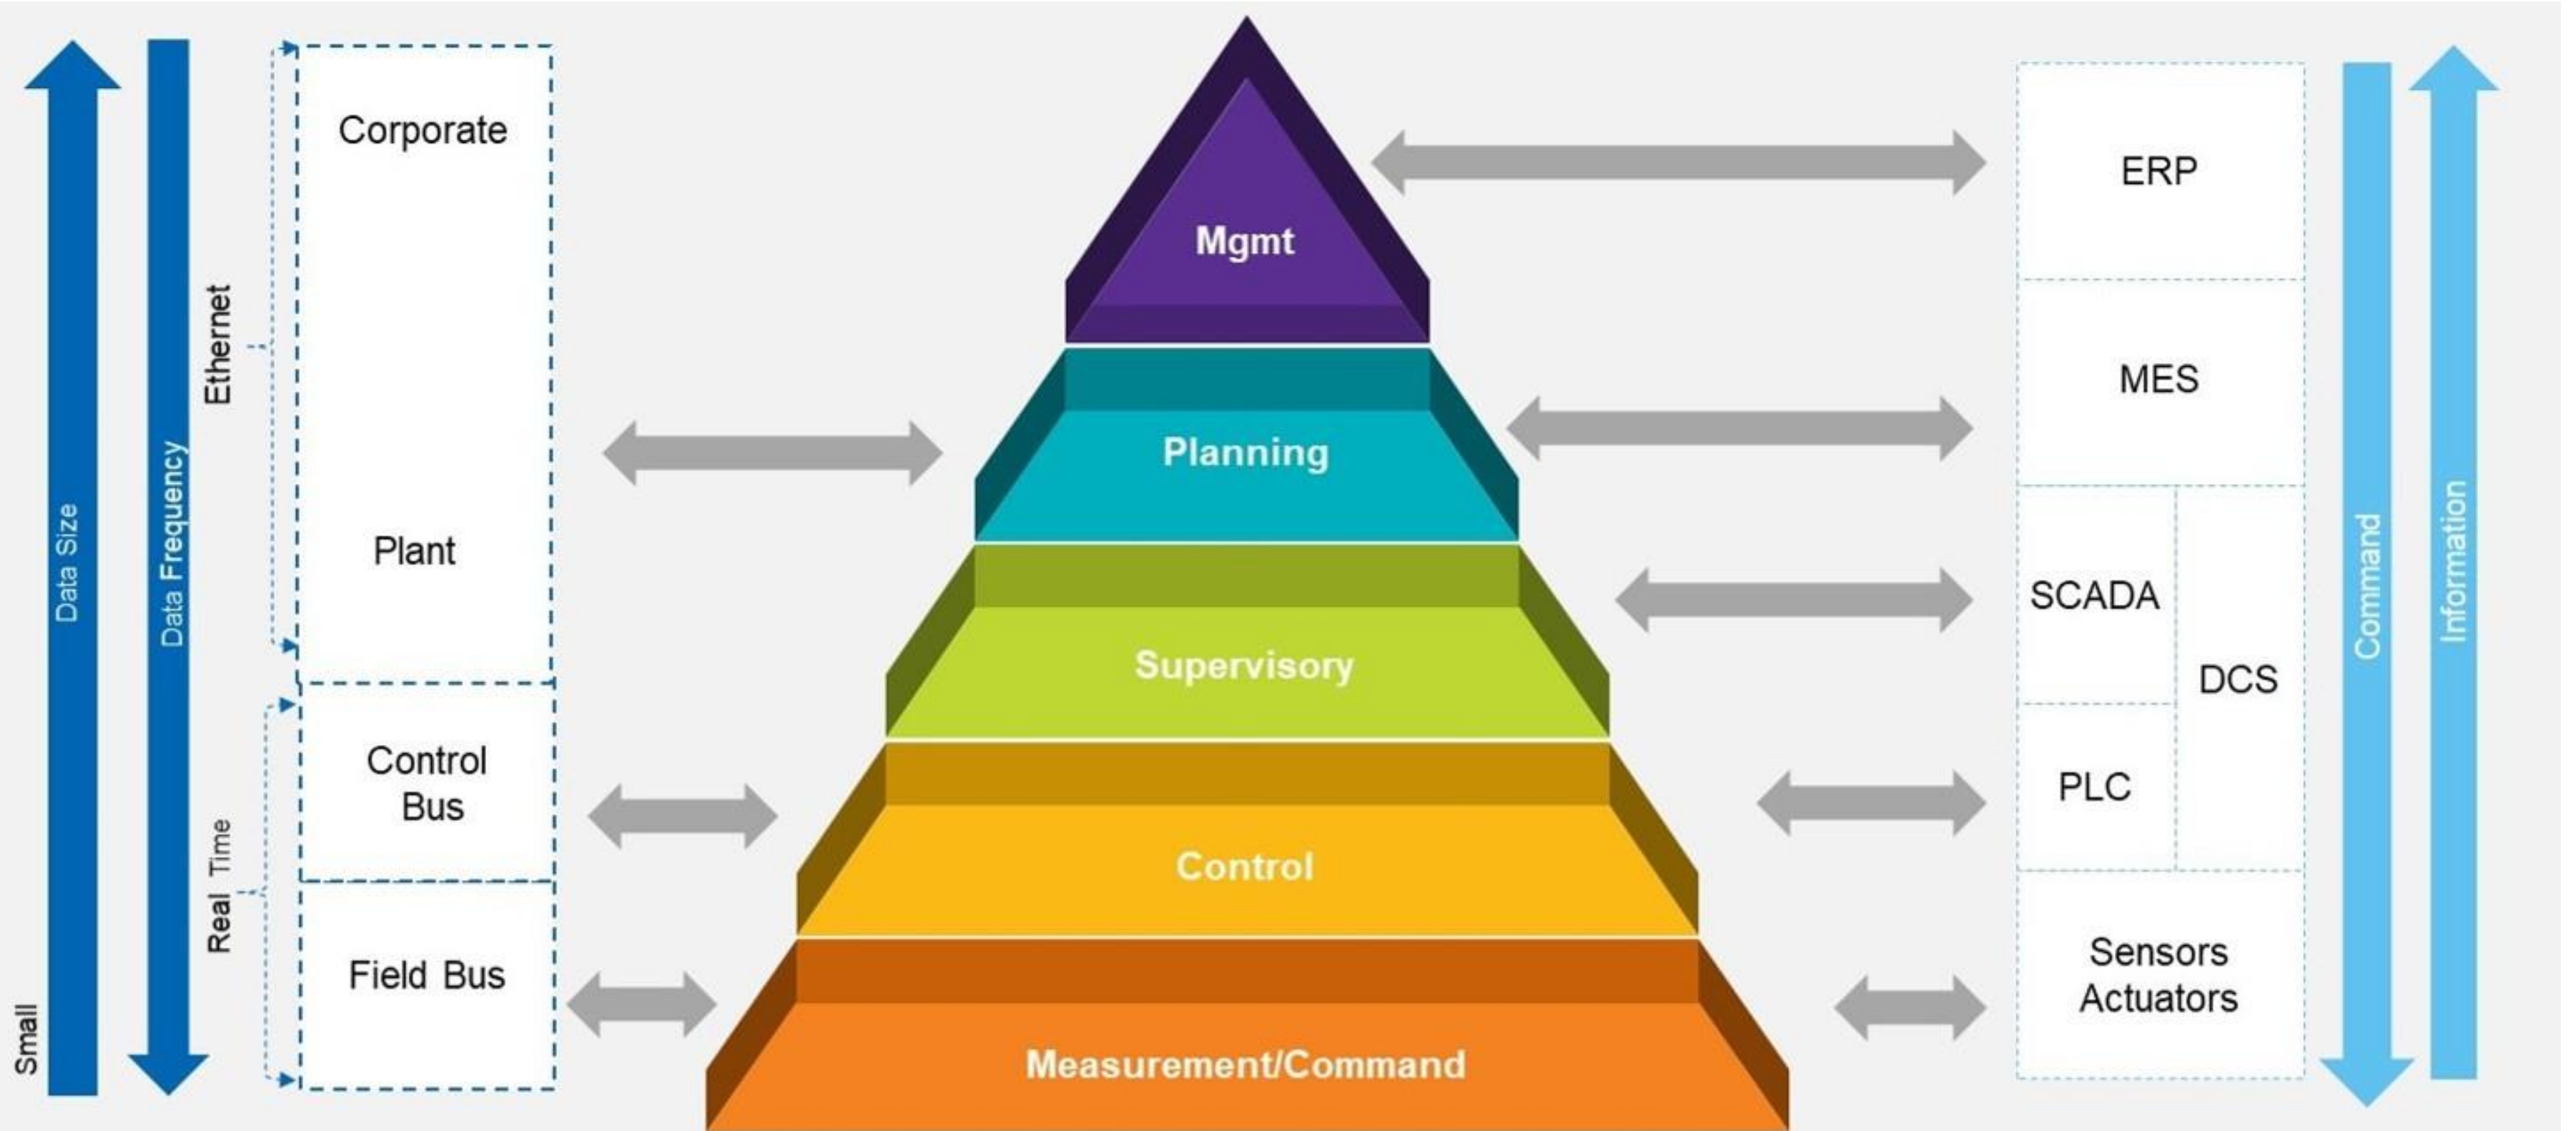 Small
Data Size
Data Frequency
Ethernet
Real Time
Corporate
Plant
Control
Bus
Field Bus
Mgmt
Planning
Supervisory
Control
Measurement/Command
ERP
MES
SCADA
DCS
PLC
Sensors
Actuators
Command
Information